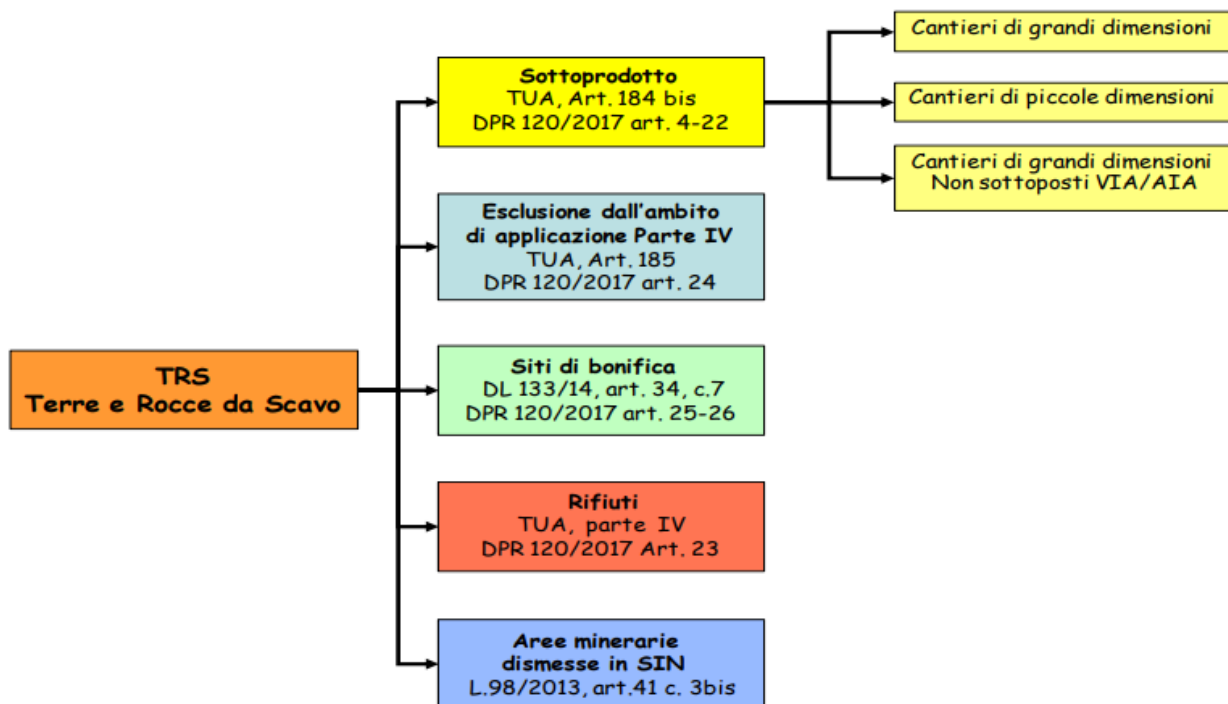 TRS
Terre e Rocce da Scavo
Sottoprodotto
TUA, Art. 184 bis
DPR 120/2017 art. 4-22
Esclusione dall'ambito
di applicazione Parte IV
TUA, Art. 185
DPR 120/2017 art. 24
Siti di bonifica
DL 133/14, art. 34, c.7
DPR 120/2017 art. 25-26
Rifiuti
TUA, parte IV
DPR 120/2017 Art. 23
Aree minerarie
dismesse in SIN
L.98/2013, art.41 c. 3bis
Cantieri di grandi dimensioni
Cantieri di piccole dimensioni
Cantieri di grandi dimensioni
Non sottoposti VIA/AIA